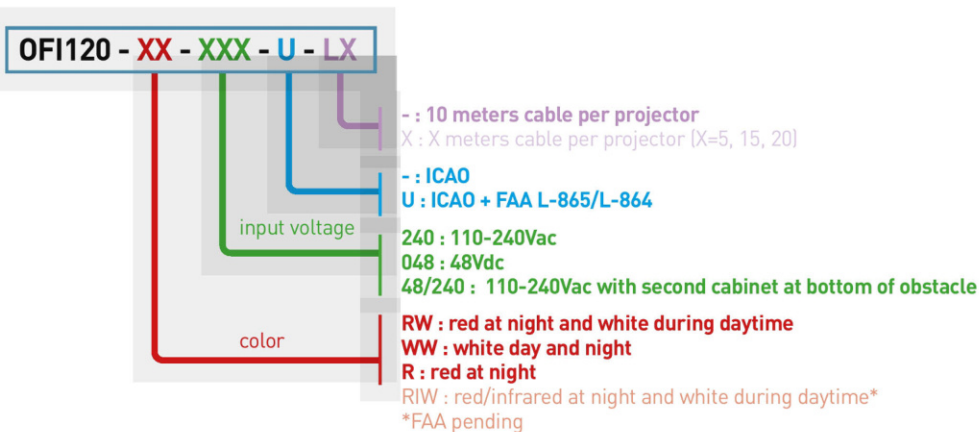 OFI120 - XX - XXX - U - LX
- : 10 meters cable per projector
X : X meters cable per projector (X=5, 15, 20)
- : ICAO
U : ICAO + FAA L-865/L-864
input voltage
240 : 110-240Vac
048 : 48Vdc
48/240 : 110-240Vac with second cabinet at bottom of obstacle
color
RW : red at night and white during daytime
WW : white day and night
R : red at night
RIW : red/infrared at night and white during daytime*
*FAA pending